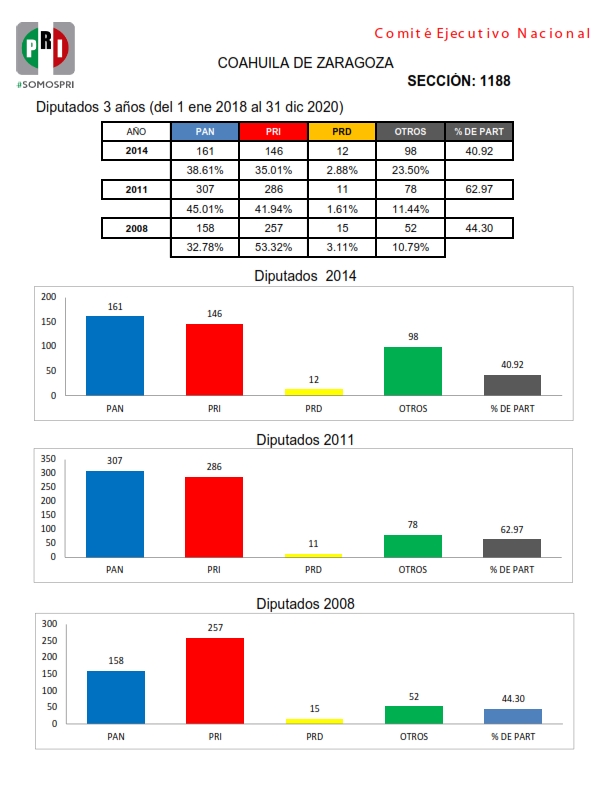 Comité Ejecutivo Nacional
PRI
#SOMOSPRI
COAHUILA DE ZARAGOZA
SECCIÓN: 1188
Diputados 3 años (del 1 ene 2018 al 31 dic 2020)
AÑO PAN PRI PRD OTROS % DE PART
2014 161 146 12 98 40.92
38.61% 35.01% 2.88% 23.50%
2011 307 286 11 78 62.97
45.01% 41.94% 1.61% 11.44%
2008 158 257 15 52 44.30
32.78% 53.32% 3.11% 10.79%
Diputados 2014
200
150
100
50
0
161 146 12 98 40.92
PAN PRI PRD OTROS % DE PART
Diputados 2011
350
300
250
200
150
100
50
0
307 286 11 78 62.97
PAN PRI PRD OTROS % DE PART
Diputados 2008
300
250
200
150
100
50
0
158 257 15 52 44.30
PAN PRI PRD OTROS % DE PART